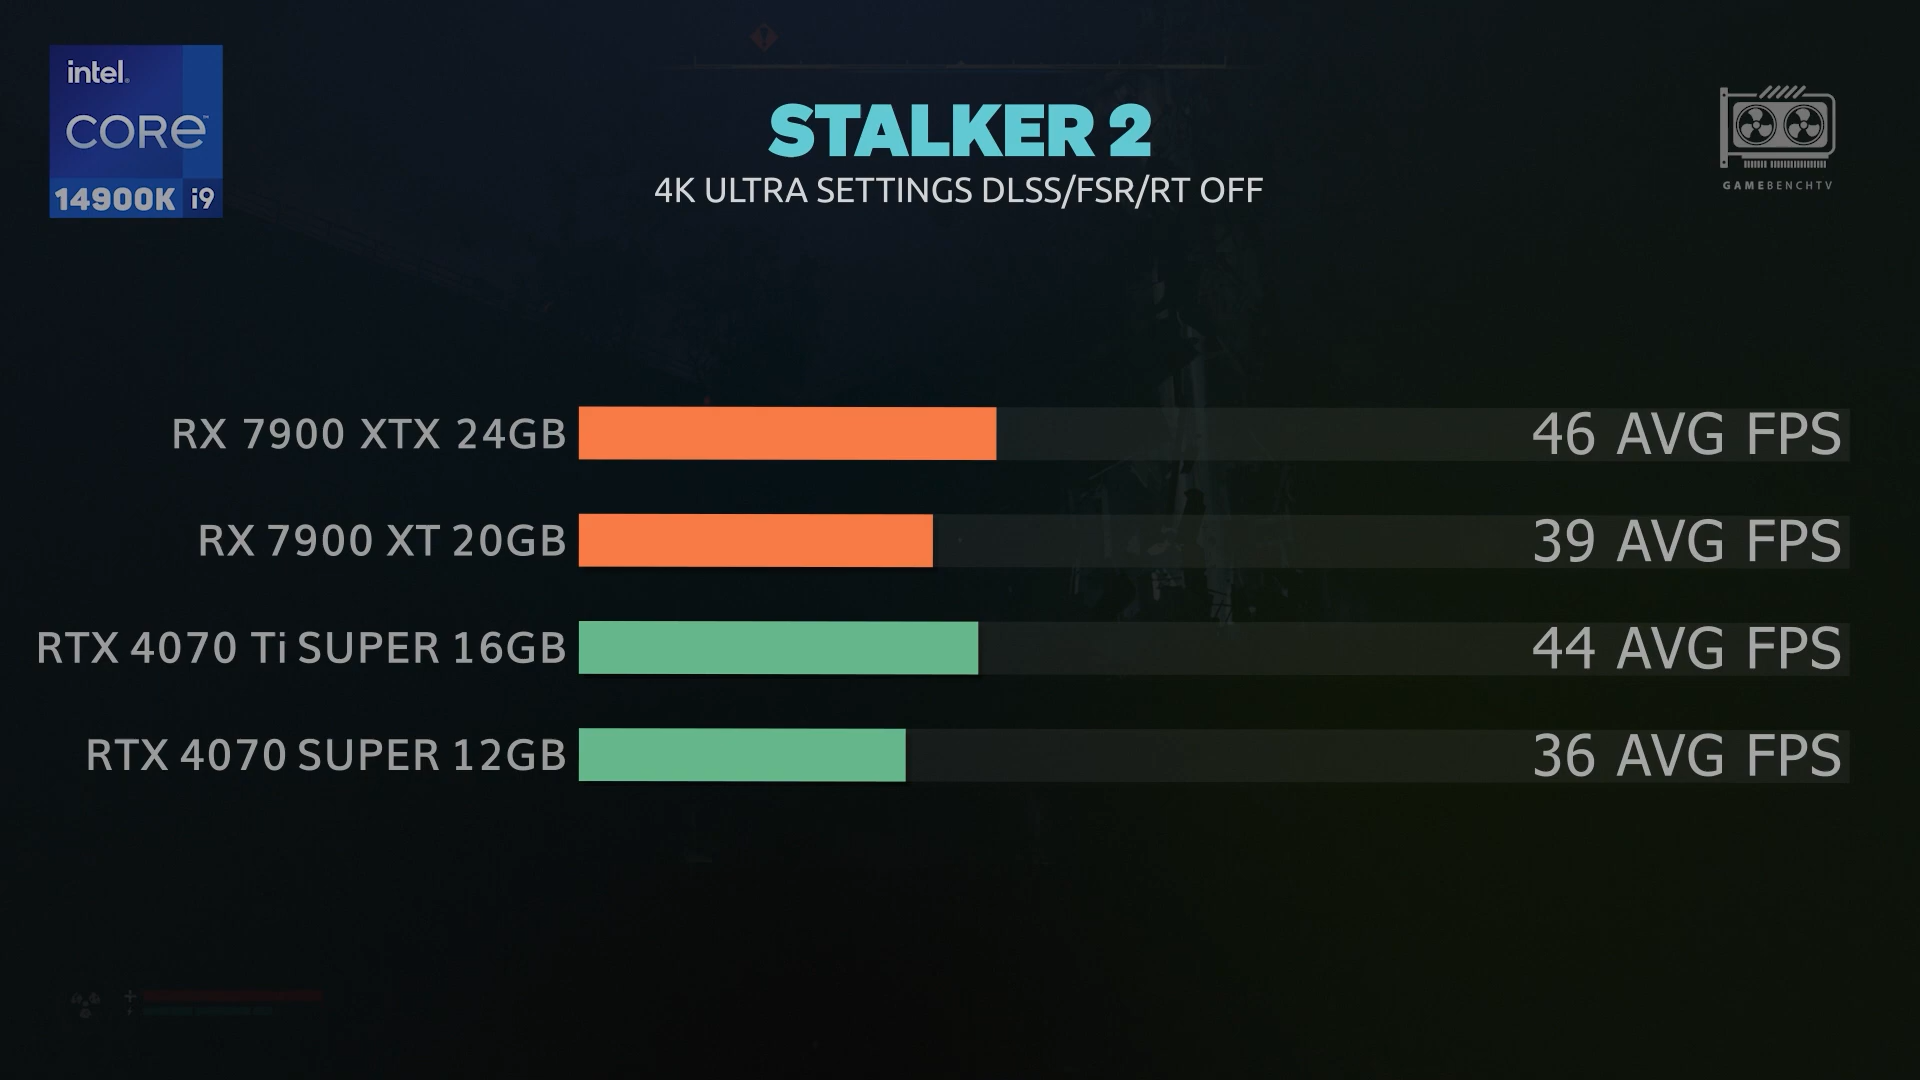 intel.
CORE™
14900K i9
STALKER 2
4K ULTRA SETTINGS DLSS/FSR/RT OFF
GAMEBENCHTV
RX 7900 XTX 24GB 46 AVG FPS
RX 7900 XT 20GB 39 AVG FPS
RTX 4070 Ti SUPER 16GB 44 AVG FPS
RTX 4070 SUPER 12GB 36 AVG FPS